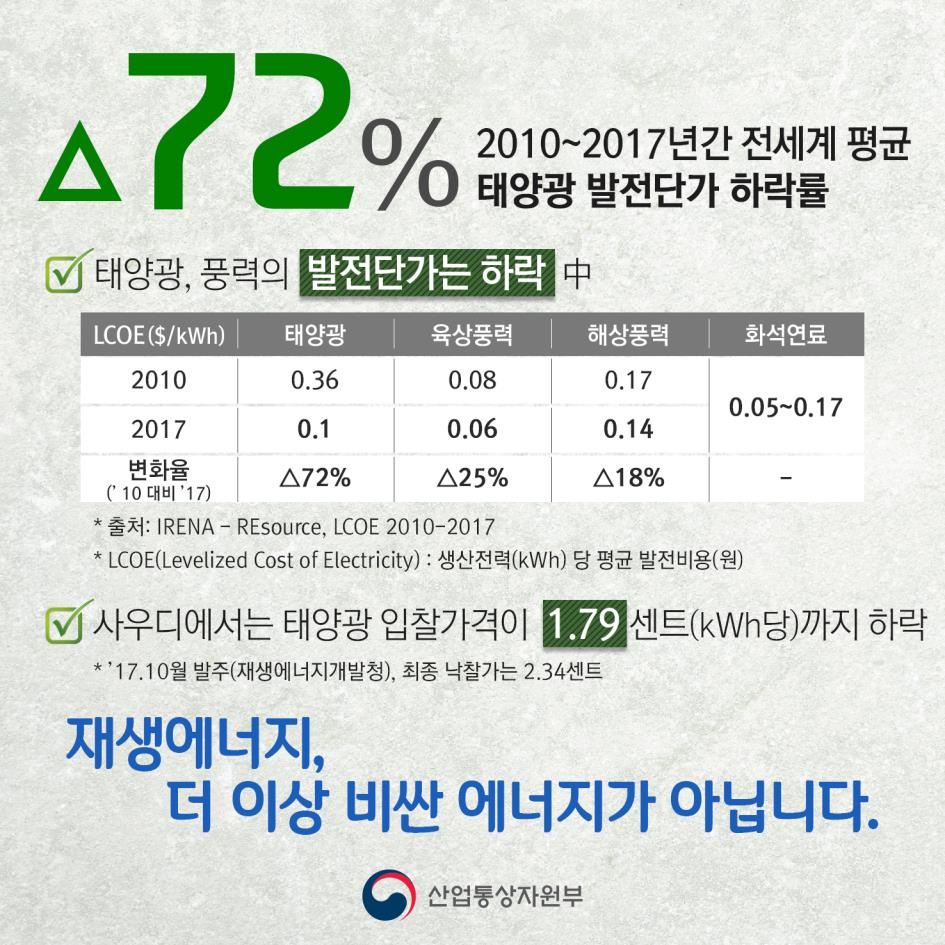 △72%
2010~2017년간 전세계 평균
태양광 발전단가 하락률
태양광, 풍력의 발전단가는 하락 中
LCOE($/kWh) 태양광 육상풍력 해상풍력 화석연료
2010 0.36 0.08 0.17 0.05~0.17
2017 0.1 0.06 0.14
변화율 △72% △25% △18% –
(’10 대비 ’17)
* 출처: IRENA – REsource, LCOE 2010–2017
* LCOE(Levelized Cost of Electricity) : 생산전력(kWh) 당 평균 발전비용(원)
사우디에서는 태양광 입찰가격이 1.79 센트(kWh당)까지 하락
* ’17.10월 발주(재생에너지개발청), 최종 낙찰가는 2.34센트
재생에너지,
더 이상 비싼 에너지가 아닙니다.
산업통상자원부